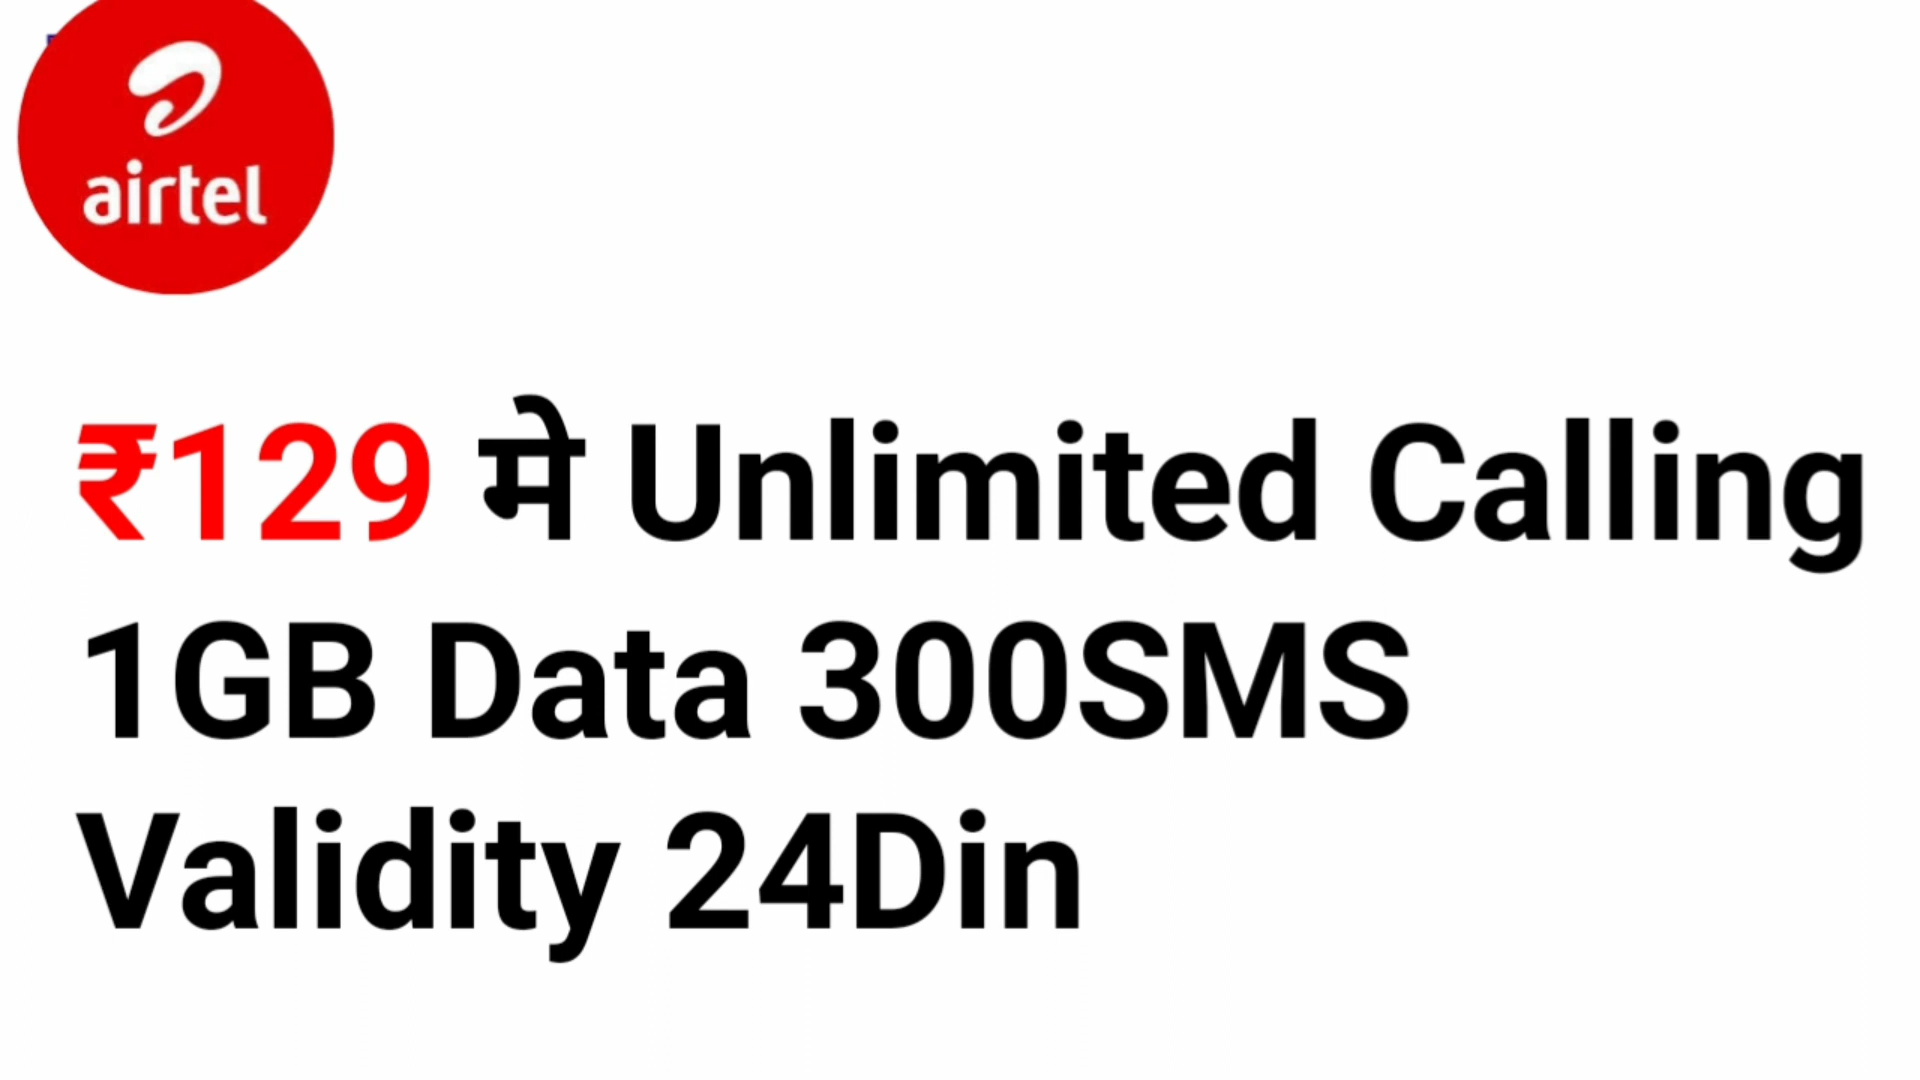 airtel
₹129 मे Unlimited Calling
1GB Data 300SMS
Validity 24Din